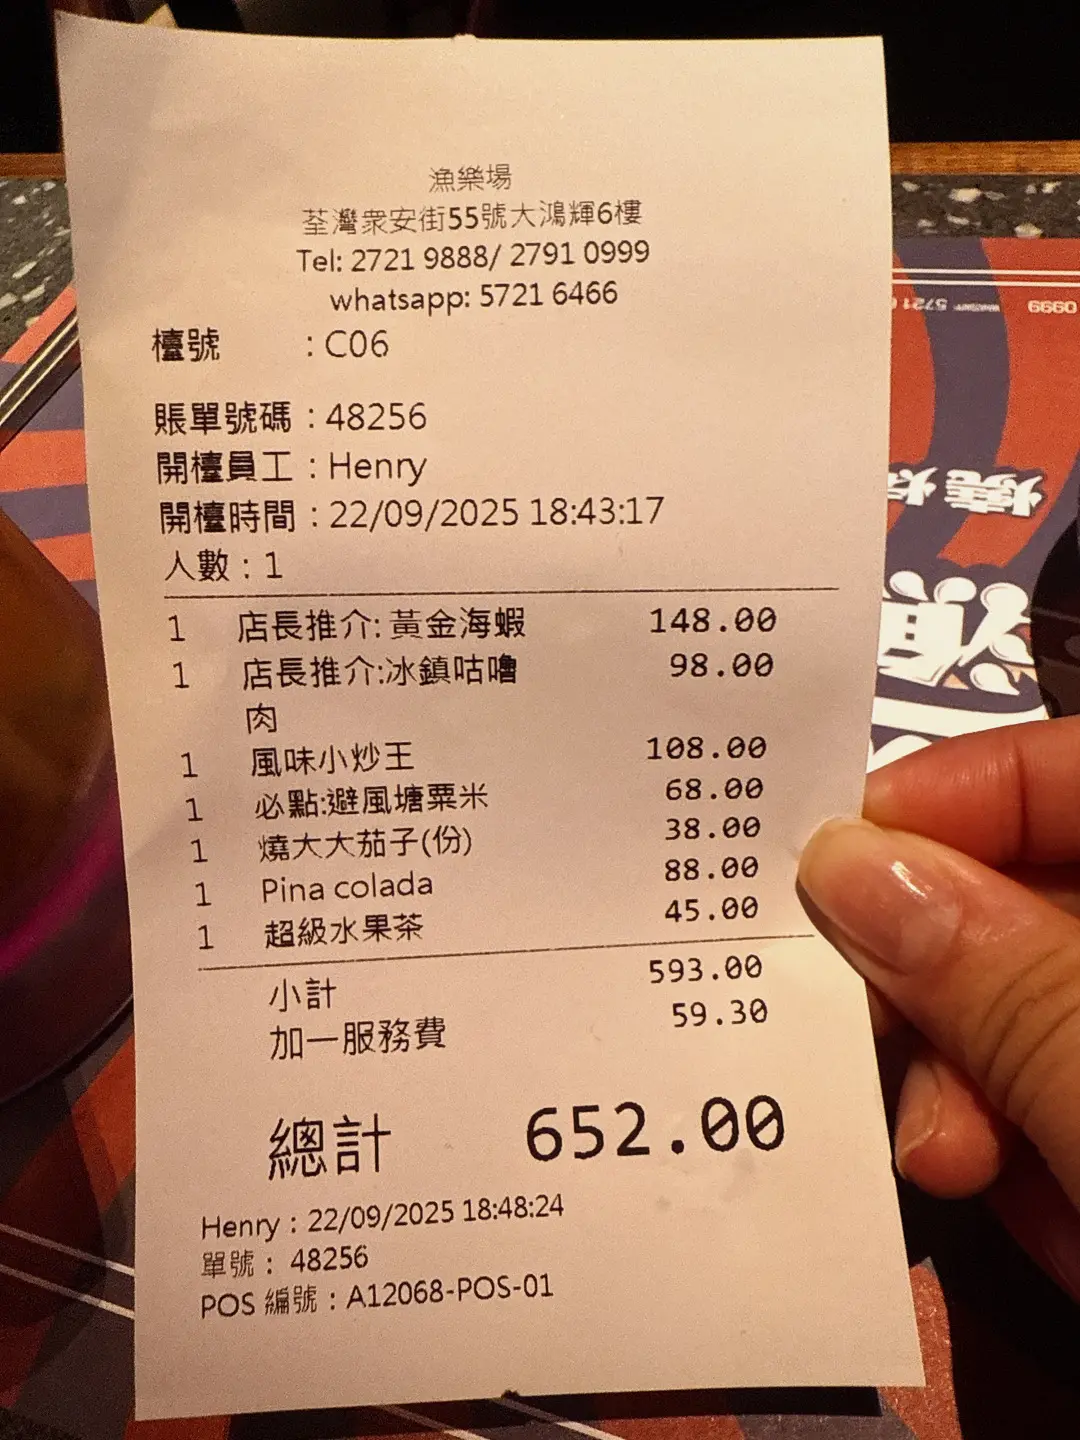 漁樂場
荃灣眾安街55號大鴻輝6樓
Tel: 2721 9888/ 2791 0999
whatsapp: 5721 6466
檯號 : C06
賬單號碼 : 48256
開檯員工 : Henry
開檯時間 : 22/09/2025 18:43:17
人數 : 1
1 店長推介: 黃金海蝦 148.00
1 店長推介:冰鎮咕嚕 98.00
肉
1 風味小炒王 108.00
1 必點:避風塘粟米 68.00
1 燒大大茄子(份) 38.00
1 Pina colada 88.00
1 超級水果茶 45.00
小計 593.00
加一服務費 59.30
總計 652.00
Henry : 22/09/2025 18:48:24
單號 : 48256
POS 編號 : A12068-POS-01
0999
5721
燒